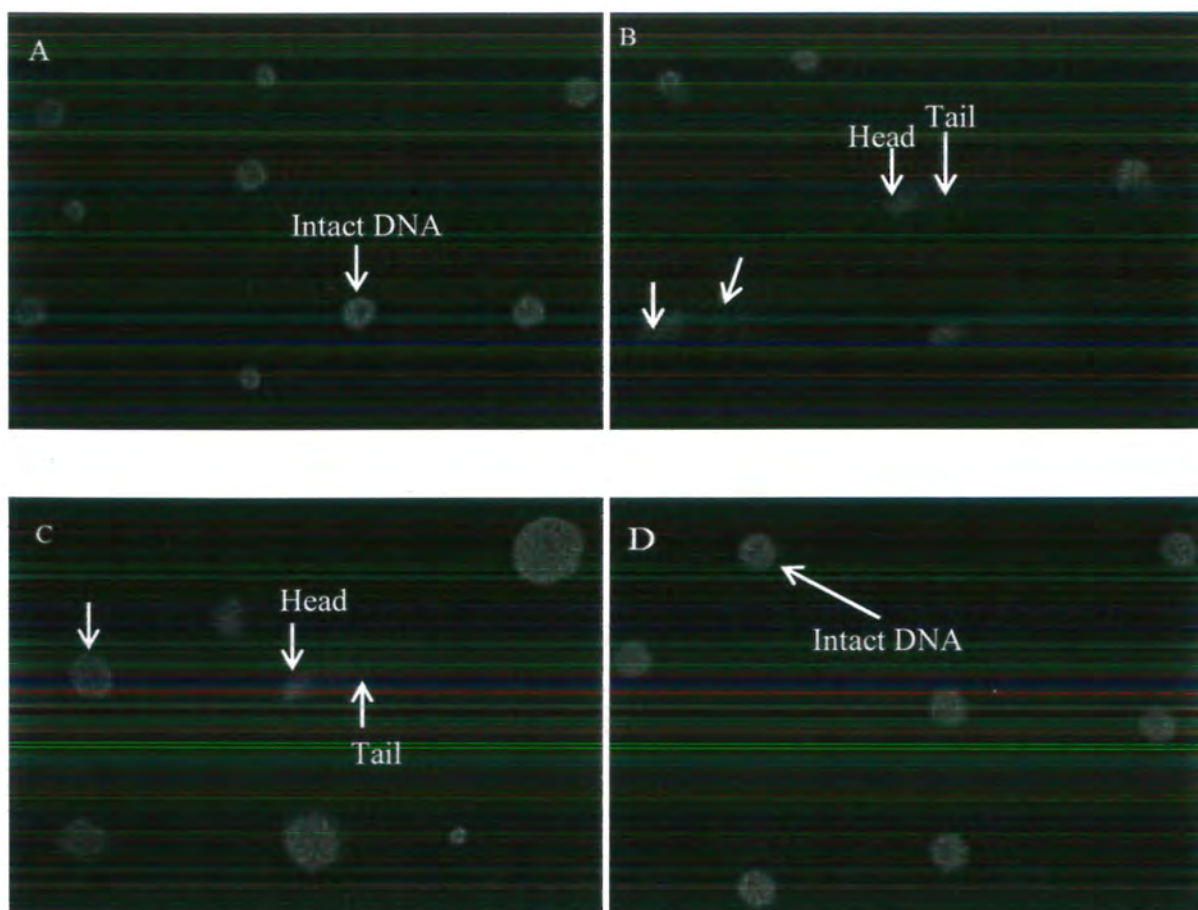 A
Intact DNA
B
Head
Tail
C
Head
Tail
D
Intact DNA